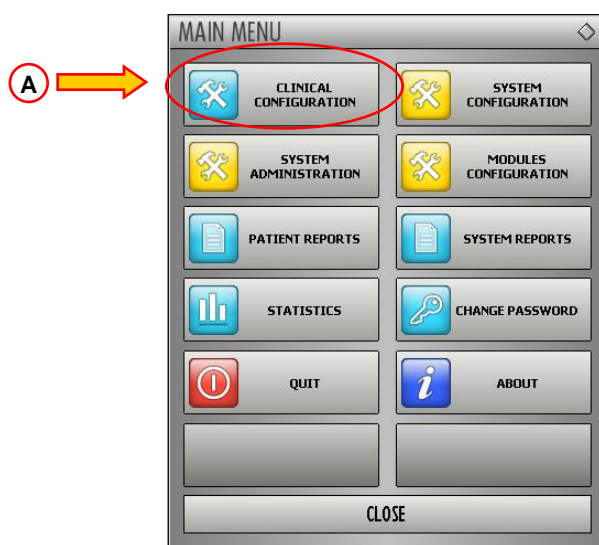 MAIN MENU
A
CLINICAL
CONFIGURATION
SYSTEM
CONFIGURATION
SYSTEM
ADMINISTRATION
MODULES
CONFIGURATION
PATIENT REPORTS
SYSTEM REPORTS
STATISTICS
CHANGE PASSWORD
QUIT
i
ABOUT
CLOSE